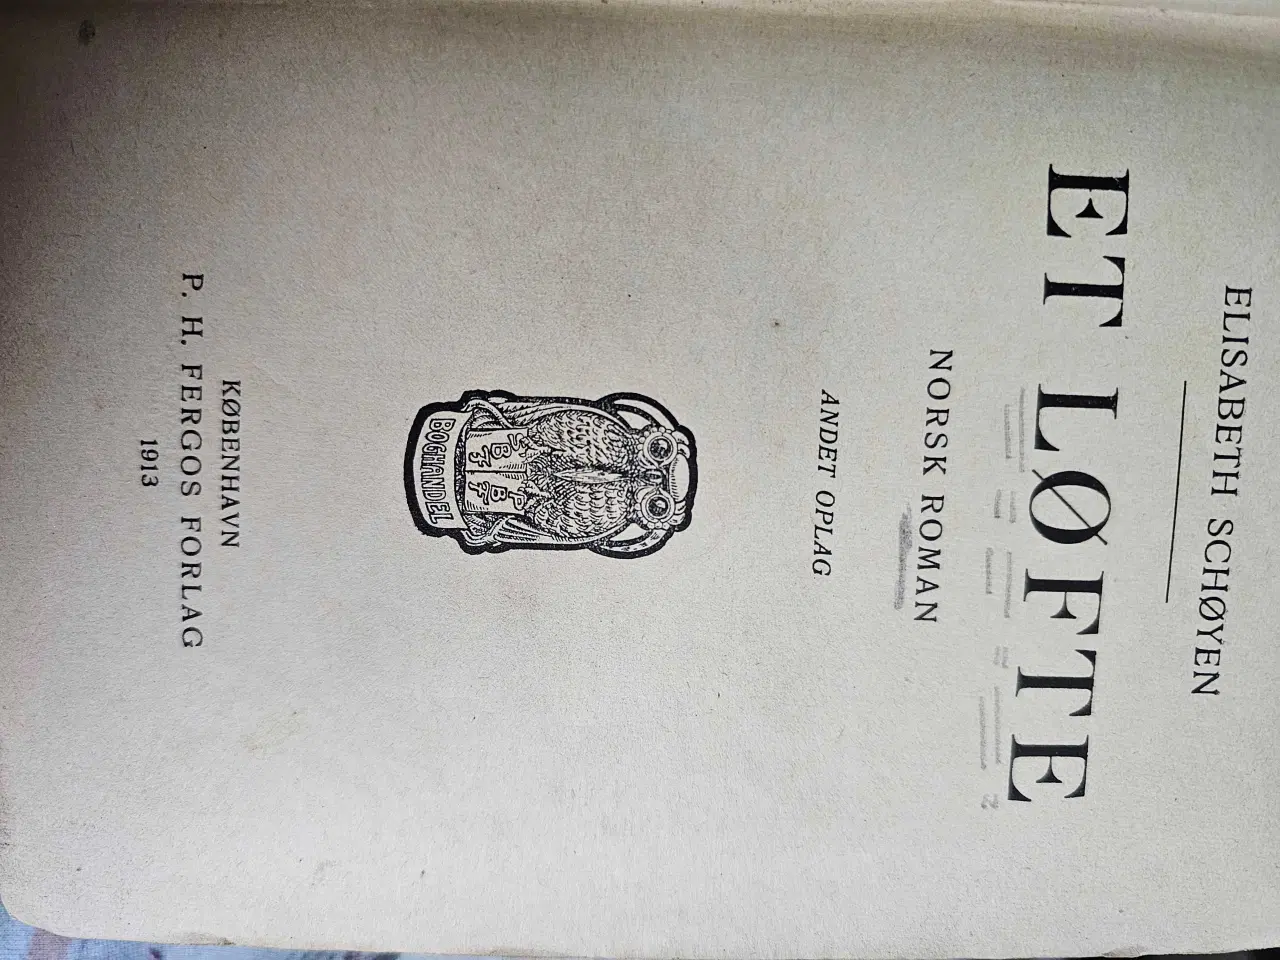 ELISABETH SCHØYEN
ET LØFTE
NORSK ROMAN
ANDET OPLAG
BOGHANDEL
KØBENHAVN
P. H. FERGOS FORLAG
1913